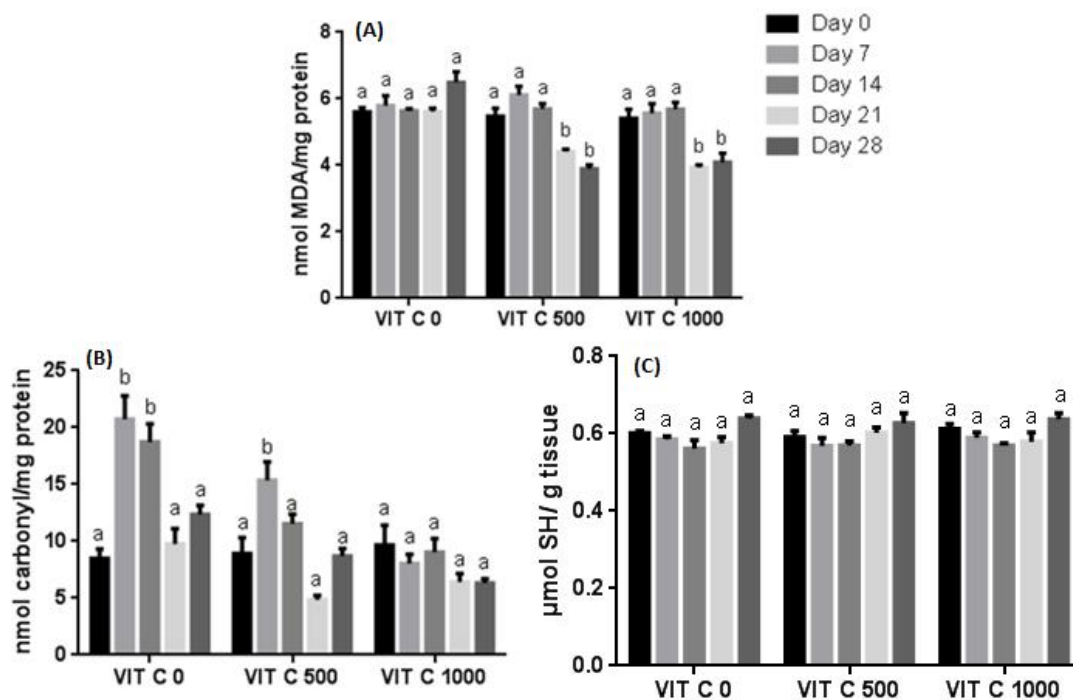 (A)
Day 0
Day 7
Day 14
Day 21
Day 28
nmol MDA/mg protein
8
6
4
2
0
a a a a a
a a a b b
a a a b b
VIT C 0 VIT C 500 VIT C 1000
(B)
nmol carbonyl/mg protein
25
20
15
10
5
0
a b b a a
a b a a a
a a a a a
VIT C 0 VIT C 500 VIT C 1000
(C)
µmol SH/ g tissue
0.8
0.6
0.4
0.2
0.0
a a a a a
a a a a a
a a a a a
VIT C 0 VIT C 500 VIT C 1000